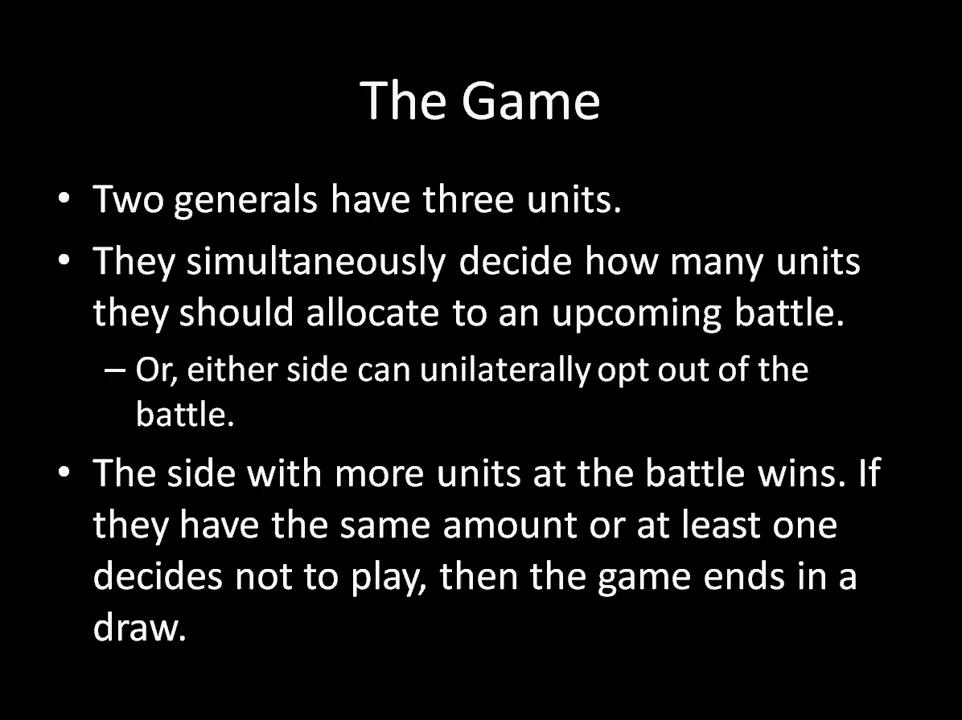 The Game
• Two generals have three units.
• They simultaneously decide how many units
they should allocate to an upcoming battle.
– Or, either side can unilaterally opt out of the
battle.
• The side with more units at the battle wins. If
they have the same amount or at least one
decides not to play, then the game ends in a
draw.